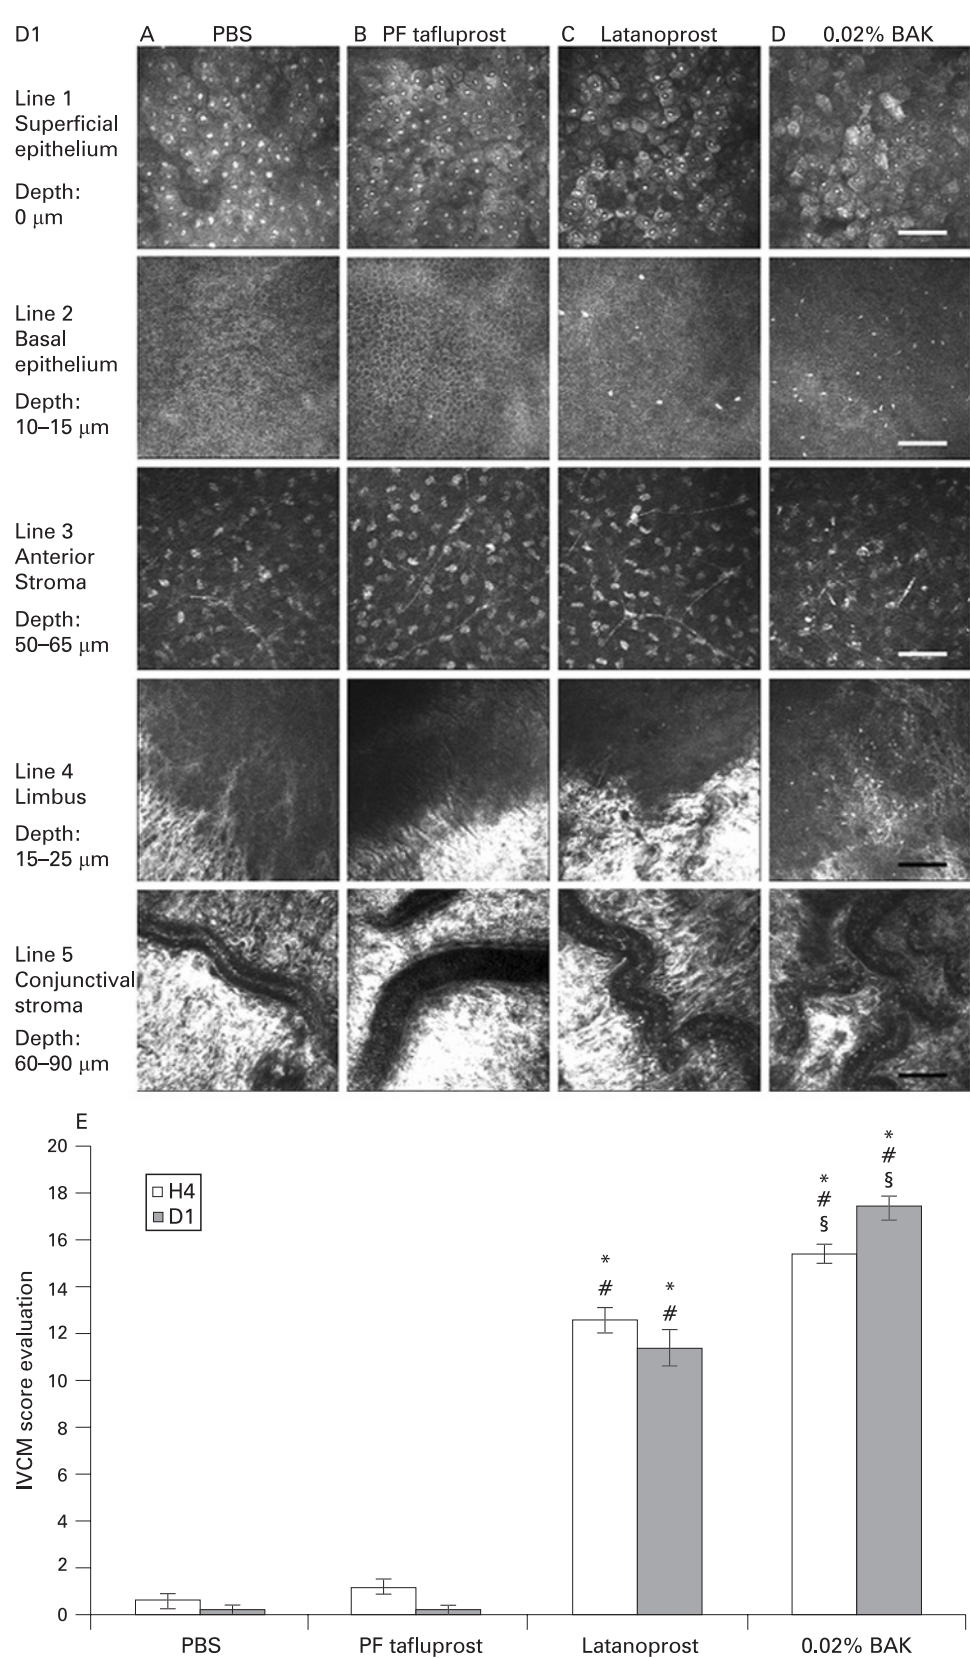 D1 A PBS B PF tafluprost C Latanoprost D 0.02% BAK
Line 1
Superficial
epithelium
Depth:
0 µm
Line 2
Basal
epithelium
Depth:
10–15 µm
Line 3
Anterior
Stroma
Depth:
50–65 µm
Line 4
Limbus
Depth:
15–25 µm
Line 5
Conjunctival
stroma
Depth:
60–90 µm
E
IVCM score evaluation
20
18
16
14
12
10
8
6
4
2
0
H4
D1
*
#
*
#
*
#
§
*
#
§
PBS PF tafluprost Latanoprost 0.02% BAK